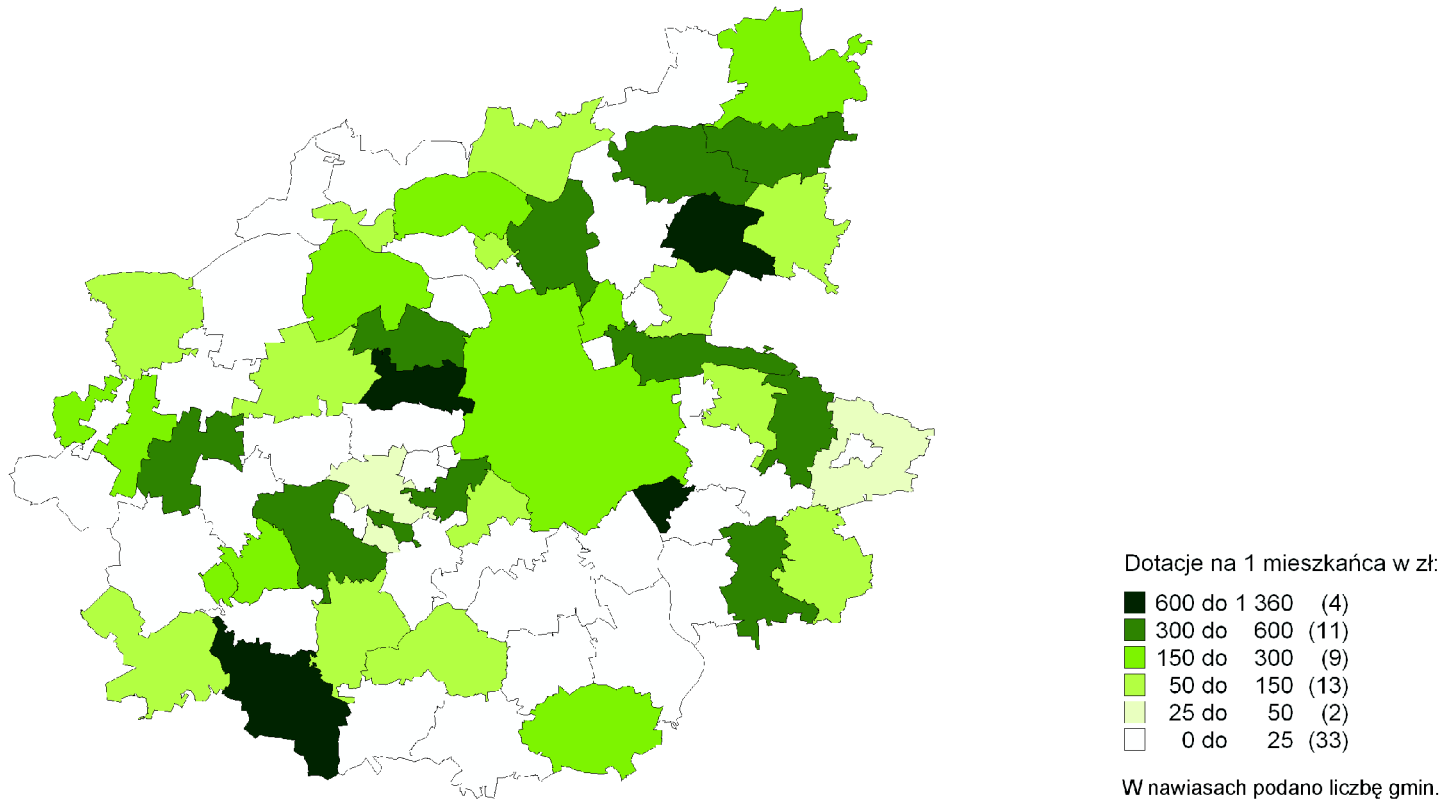 Dotacje na 1 mieszkańca w zł:
600 do 1 360 (4)
300 do 600 (11)
150 do 300 (9)
50 do 150 (13)
25 do 50 (2)
0 do 25 (33)
W nawiasach podano liczbę gmin.